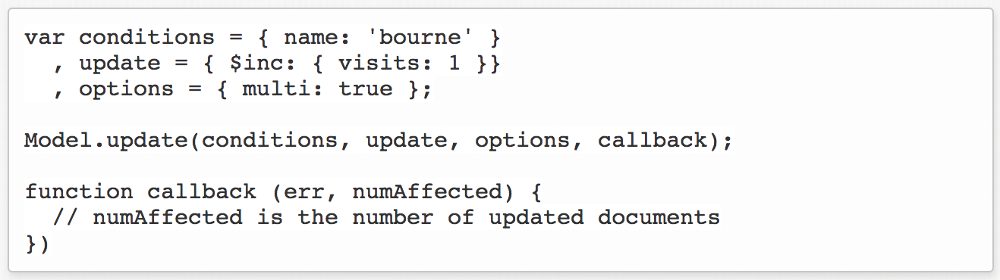 var conditions = { name: 'bourne' }
  , update = { $inc: { visits: 1 }}
  , options = { multi: true };

Model.update(conditions, update, options, callback);

function callback (err, numAffected) {
  // numAffected is the number of updated documents
})